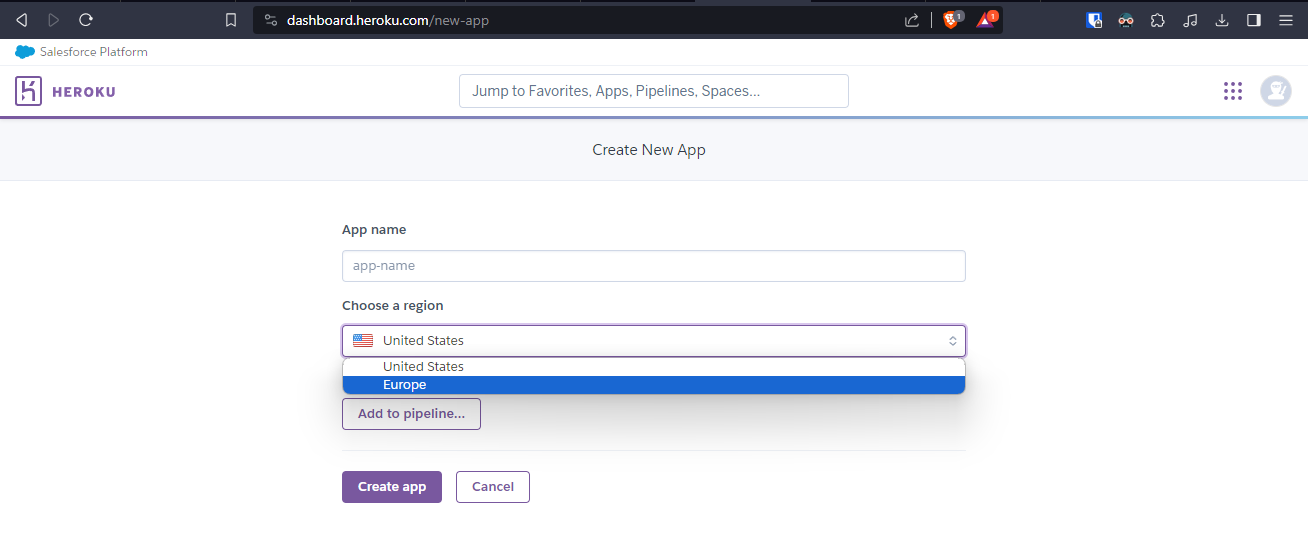 dashboard.heroku.com/new-app
1
1
Salesforce Platform
HEROKU
Jump to Favorites, Apps, Pipelines, Spaces...
Create New App
App name
app-name
Choose a region
United States
United States
Europe
Add to pipeline...
Create app
Cancel